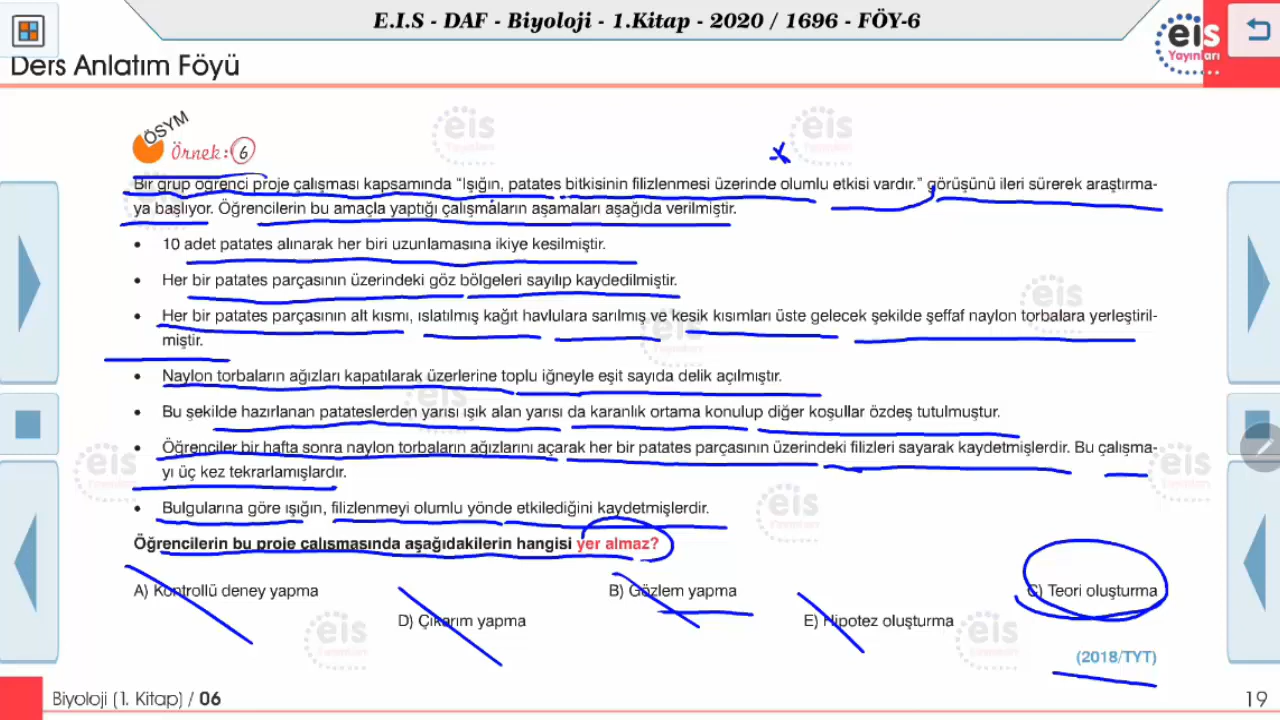 E.I.S - DAF - Biyoloji - 1.Kitap - 2020 / 1696 - FÖY-6
eis
Yayınları
Ders Anlatım Föyü
ÖSYM
Örnek: 6
Bir grup öğrenci proje çalışması kapsamında “Işığın, patates bitkisinin filizlenmesi üzerinde olumlu etkisi vardır.” görüşünü ileri sürerek araştırma-
ya başlıyor. Öğrencilerin bu amaçla yaptığı çalışmaların aşamaları aşağıda verilmiştir.
• 10 adet patates alınarak her biri uzunlamasına ikiye kesilmiştir.
• Her bir patates parçasının üzerindeki göz bölgeleri sayılıp kaydedilmiştir.
• Her bir patates parçasının alt kısmı, ıslatılmış kağıt havlulara sarılmış ve kesik kısımları üste gelecek şekilde şeffaf naylon torbalara yerleştiril-
miştir.
• Naylon torbaların ağızları kapatılarak üzerlerine toplu iğneyle eşit sayıda delik açılmıştır.
• Bu şekilde hazırlanan patateslerden yarısı ışık alan yarısı da karanlık ortama konulup diğer koşullar özdeş tutulmuştur.
• Öğrenciler bir hafta sonra naylon torbaların ağızlarını açarak her bir patates parçasının üzerindeki filizleri sayarak kaydetmişlerdir. Bu çalışma-
yı üç kez tekrarlamışlardır.
• Bulgularına göre ışığın, filizlenmeyi olumlu yönde etkilediğini kaydetmişlerdir.
Öğrencilerin bu proje çalışmasında aşağıdakilerin hangisi yer almaz?
A) Kontrollü deney yapma B) Gözlem yapma C) Teori oluşturma
D) Çıkarım yapma E) Hipotez oluşturma
(2018/TYT)
Biyoloji (1. Kitap) / 06 19